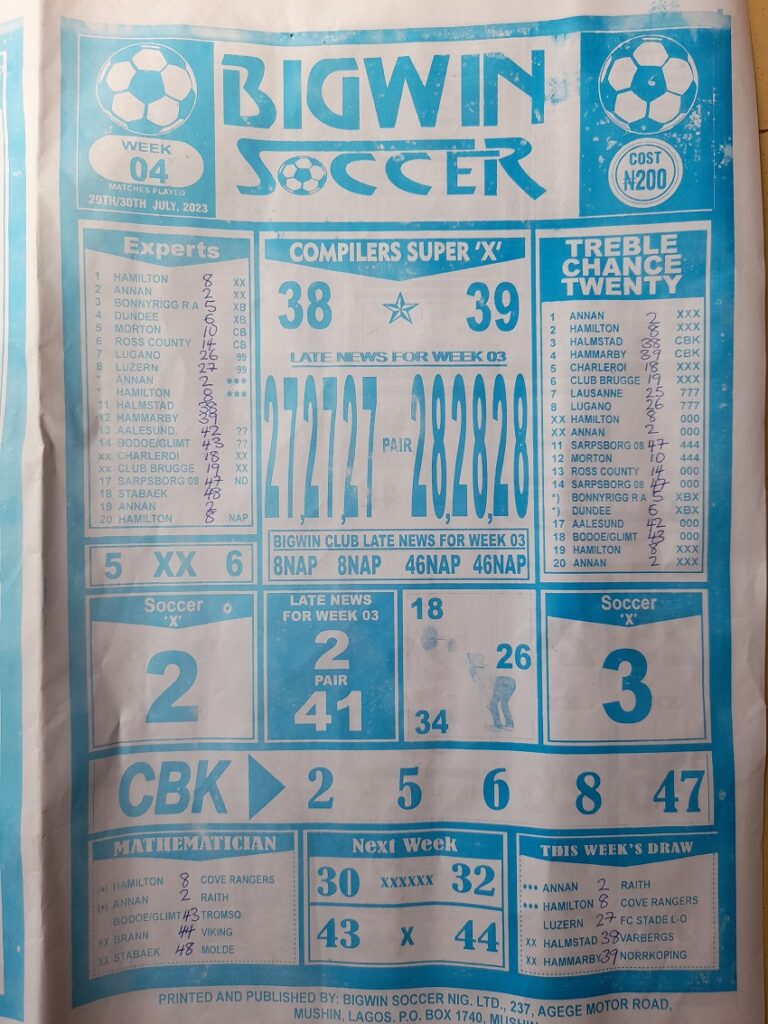 BIGWIN
SOCCER
WEEK
04
MATCHES PLAYED
29TH/30TH JULY, 2023
COST
₦200
Experts
1 HAMILTON 8 XX
2 ANNAN 2 XX
3 BONNYRIGG R A 5 XB
4 DUNDEE 6 XB
5 MORTON 10 CB
6 ROSS COUNTY 14 CB
7 LUGANO 26 99
8 LUZERN 27 99
* ANNAN 2 ***
* HAMILTON 8 ***
11 HALMSTAD 38
12 HAMMARBY 39
13 AALESUND 42 ??
14 BODOE/GLIMT 43 ??
xx CHARLEROI 18 XX
xx CLUB BRUGGE 19 XX
17 SARPSBORG 08 47 ND
18 STABAEK 48
19 ANNAN 2
20 HAMILTON 8 NAP
5 XX 6
COMPILERS SUPER 'X'
38 39
LATE NEWS FOR WEEK 03
27,27,27 PAIR 28,28,28
BIGWIN CLUB LATE NEWS FOR WEEK 03
8NAP 8NAP 46NAP 46NAP
TREBLE
CHANCE
TWENTY
1 ANNAN 2 XXX
2 HAMILTON 8 XXX
3 HALMSTAD 38 CBK
4 HAMMARBY 39 CBK
5 CHARLEROI 18 XXX
6 CLUB BRUGGE 19 XXX
7 LAUSANNE 25 777
8 LUGANO 26 777
XX HAMILTON 8 000
XX ANNAN 2 000
11 SARPSBORG 08 47 444
12 MORTON 10 444
13 ROSS COUNTY 14 000
14 SARPSBORG 08 47 000
*) BONNYRIGG R A 5 XBX
*) DUNDEE 6 XBX
17 AALESUND 42 000
18 BODOE/GLIMT 43 000
19 HAMILTON 8 XXX
20 ANNAN 2 XXX
Soccer
'X'
2
LATE NEWS
FOR WEEK 03
2
PAIR
41
18
26
34
Soccer
'X'
3
CBK 2 5 6 8 47
MATHEMATICIAN
(*) HAMILTON 8 COVE RANGERS
(*) ANNAN 2 RAITH
BODOE/GLIMT 43 TROMSO
XX BRANN 44 VIKING
XX STABAEK 48 MOLDE
Next Week
30 XXXXXX 32
43 X 44
THIS WEEK'S DRAW
*** ANNAN 2 RAITH
*** HAMILTON 8 COVE RANGERS
LUZERN 27 FC STADE L-O
XX HALMSTAD 38 VARBERGS
XX HAMMARBY 39 NORRKOPING
PRINTED AND PUBLISHED BY: BIGWIN SOCCER NIG. LTD., 237, AGEGE MOTOR ROAD,
MUSHIN, LAGOS. P.O. BOX 1740, MUSHIN